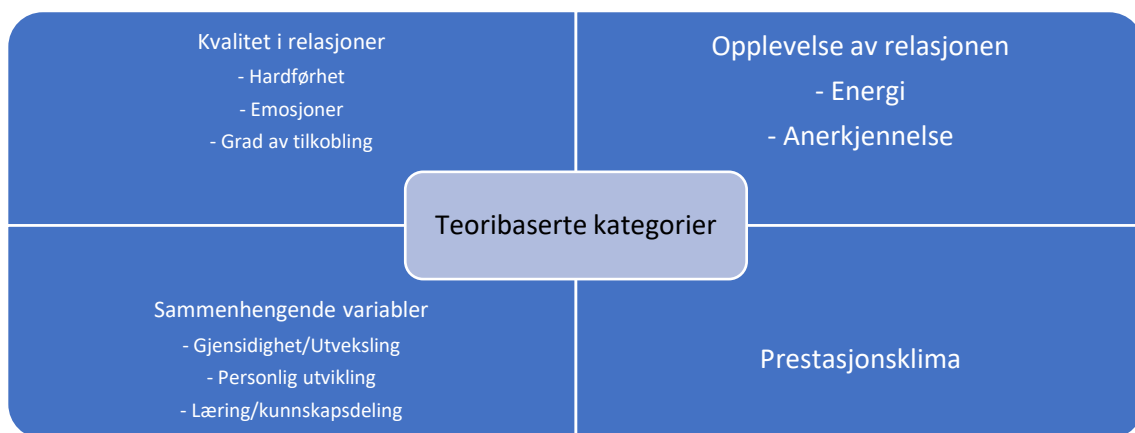 Kvalitet i relasjoner
- Hardførhet
- Emosjoner
- Grad av tilkobling
Opplevelse av relasjonen
- Energi
- Anerkjennelse
Teoribaserte kategorier
Sammenhengende variabler
- Gjensidighet/Utveksling
- Personlig utvikling
- Læring/kunnskapsdeling
Prestasjonsklima